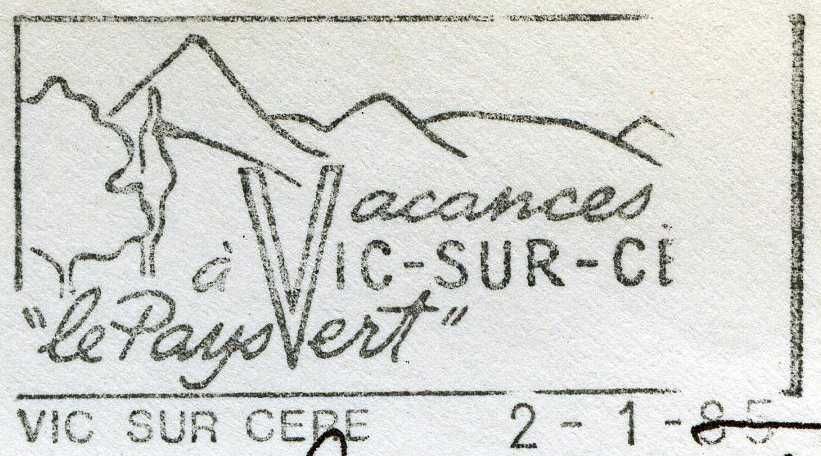 Vacances
à VIC-SUR-CE
"le Pays Vert"
VIC SUR CERE 2-1-85